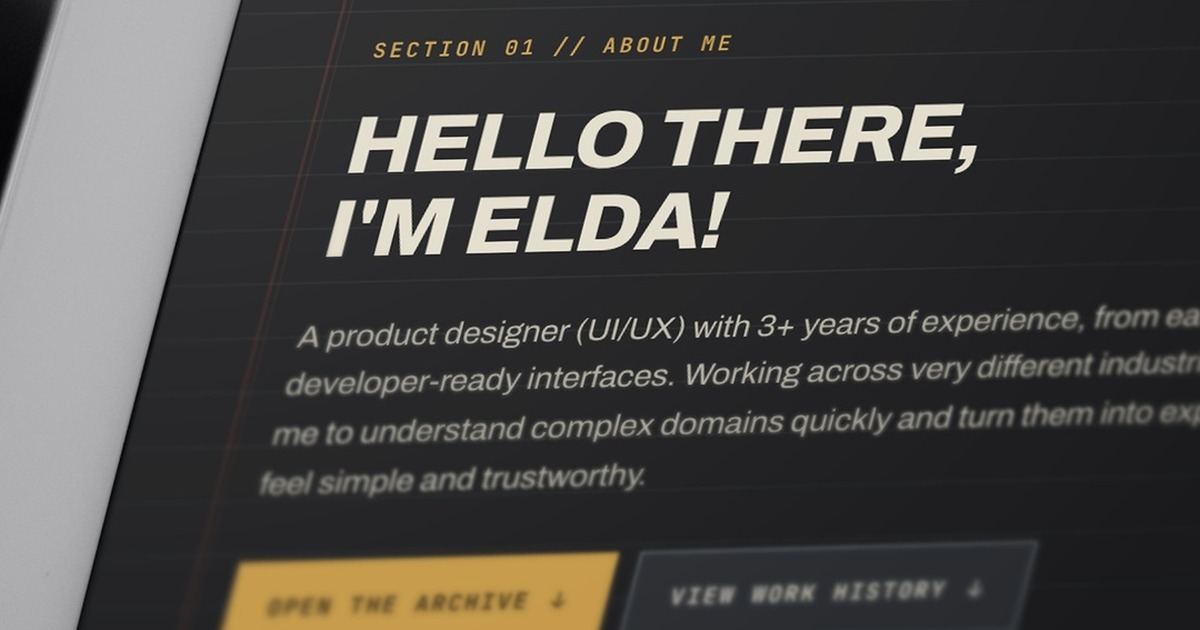 SECTION 01 // ABOUT ME
HELLO THERE,
I'M ELDA!
A product designer (UI/UX) with 3+ years of experience, from
developer-ready interfaces. Working across very different
me to understand complex domains quickly and turn them into
feel simple and trustworthy.
OPEN THE ARCHIVE ↓
VIEW WORK HISTORY ↓